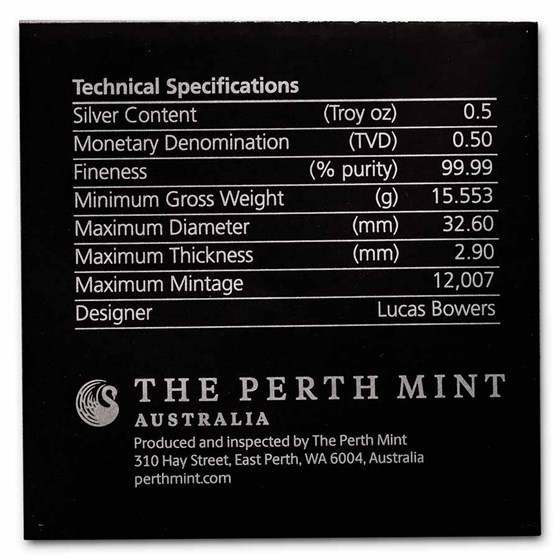 Technical Specifications
Silver Content (Troy oz) 0.5
Monetary Denomination (TVD) 0.50
Fineness (% purity) 99.99
Minimum Gross Weight (g) 15.553
Maximum Diameter (mm) 32.60
Maximum Thickness (mm) 2.90
Maximum Mintage 12,007
Designer Lucas Bowers
THE PERTH MINT
AUSTRALIA
Produced and inspected by The Perth Mint
310 Hay Street, East Perth, WA 6004, Australia
perthmint.com